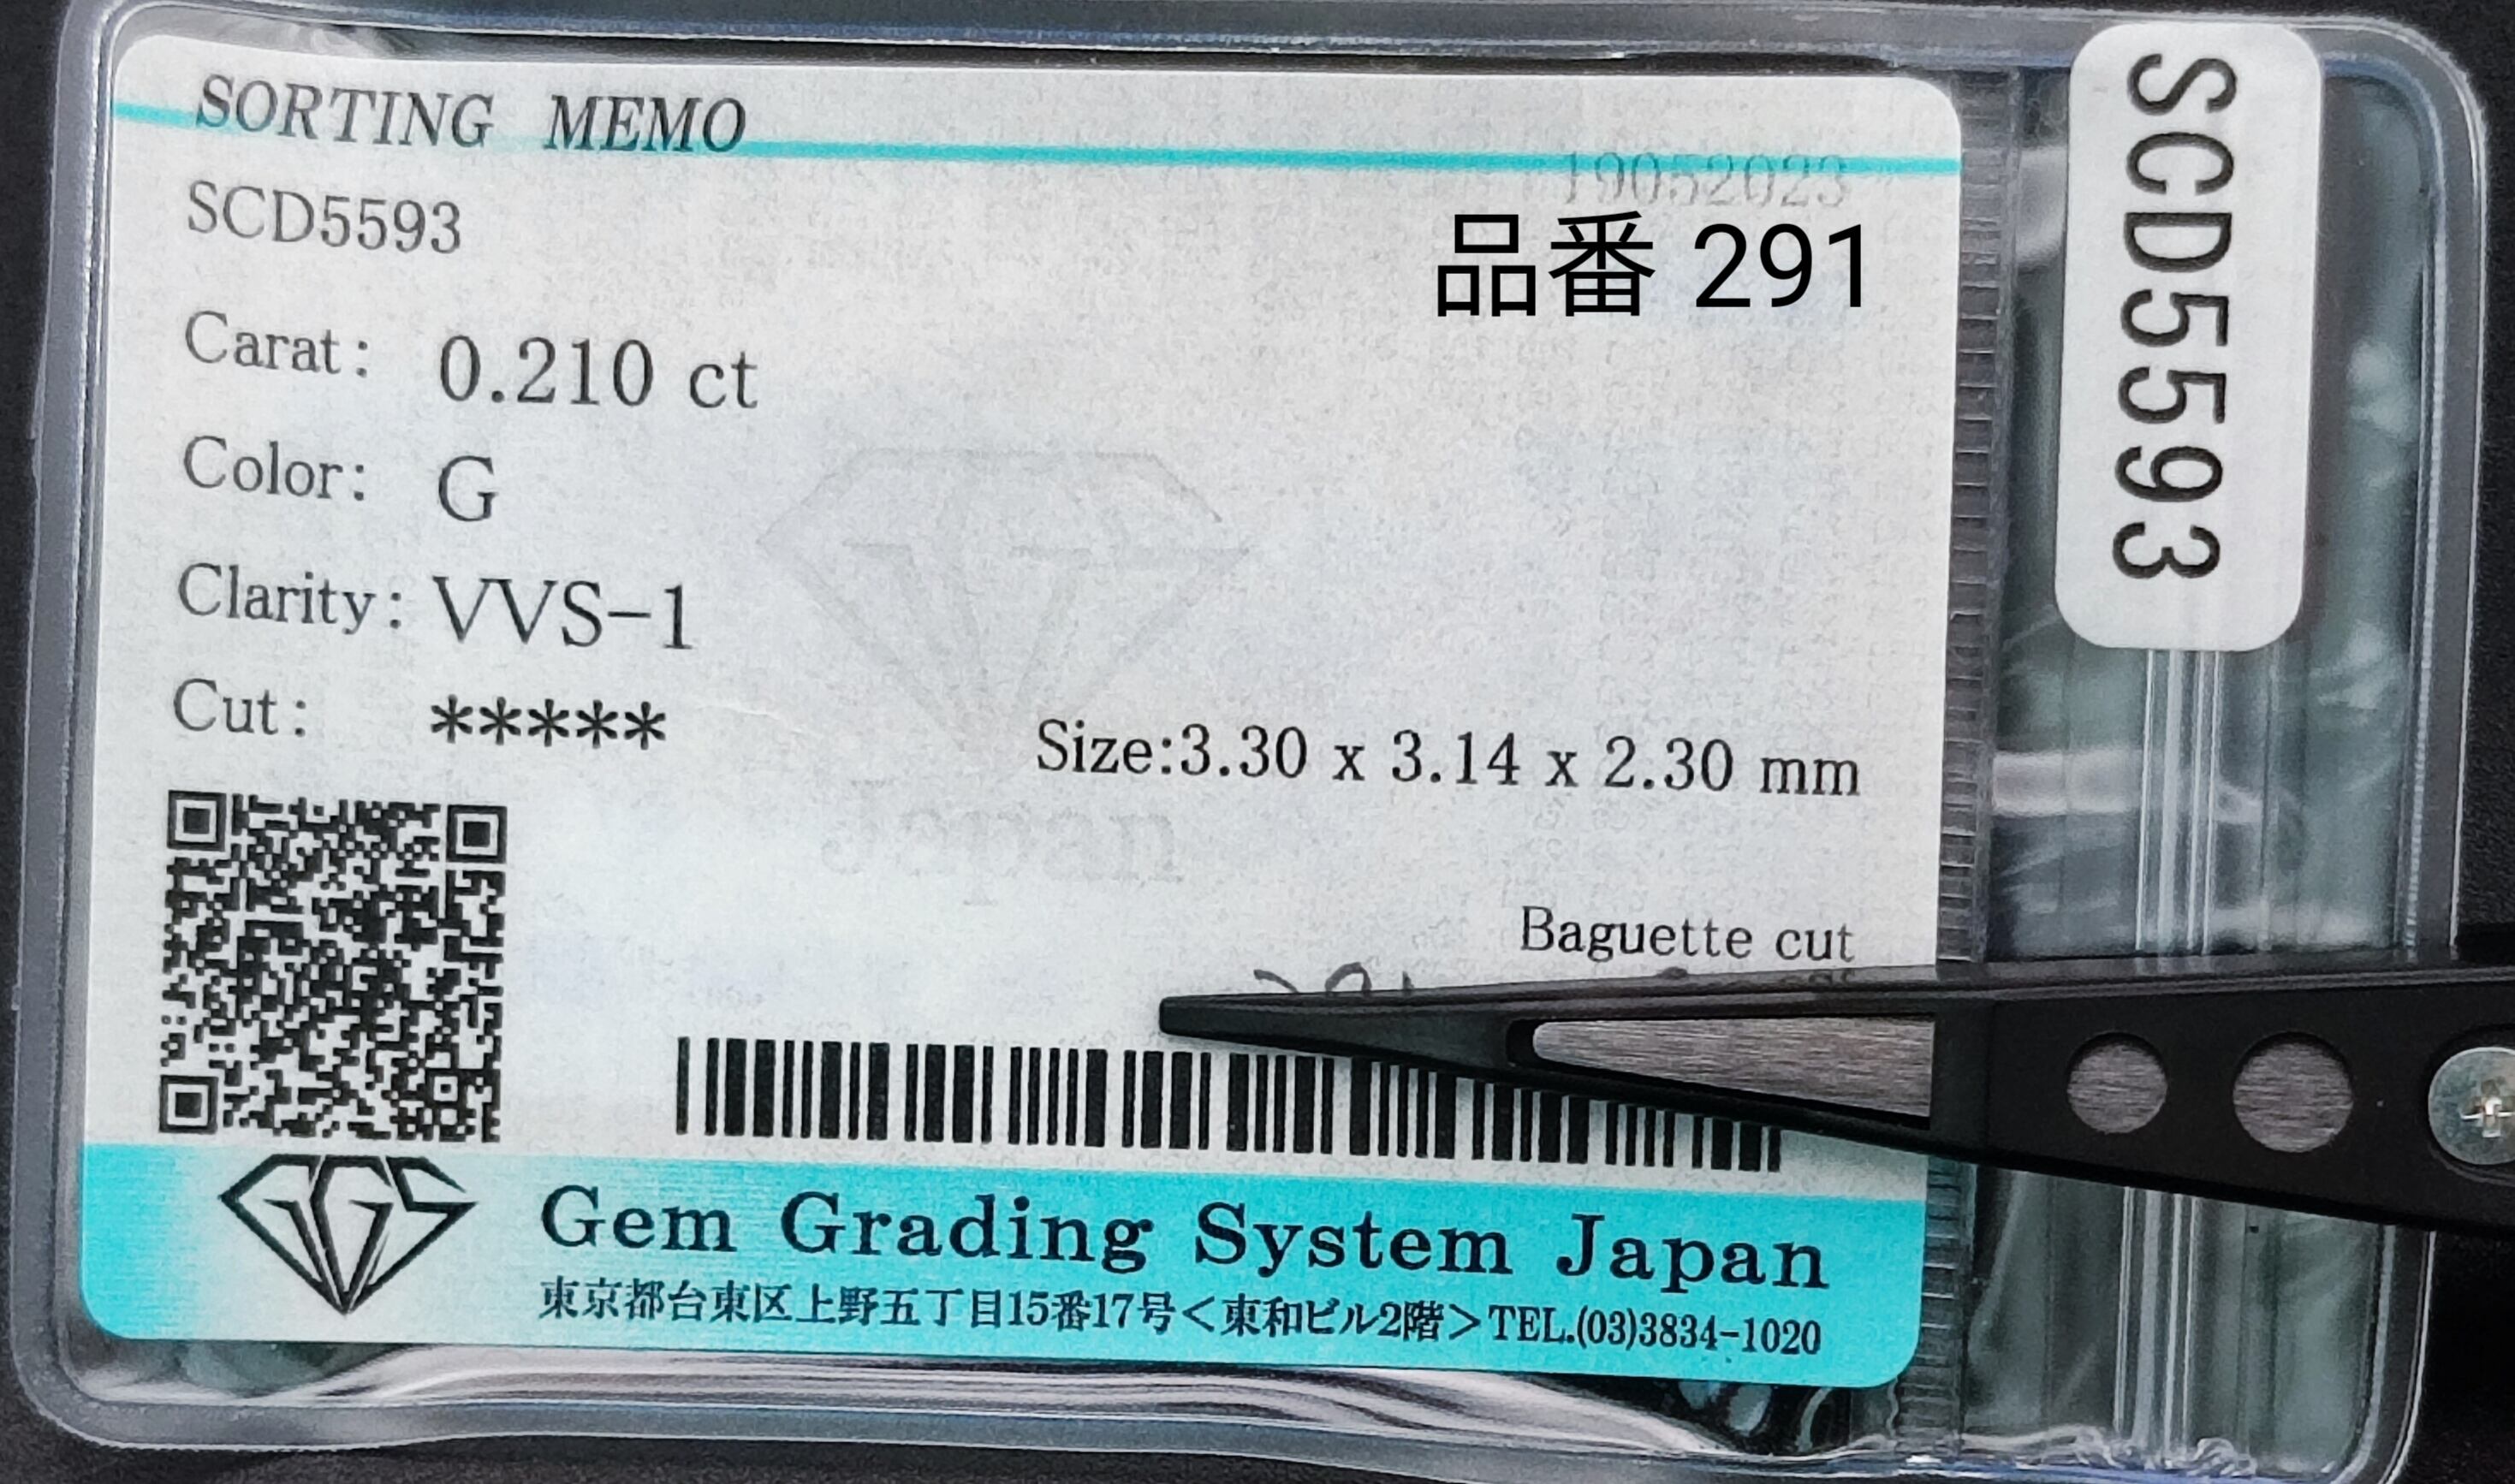 SORTING MEMO
19052023
SCD5593
品番 291
Carat: 0.210 ct
Color: G
Clarity: VVS-1
Cut: *****
Size:3.30 x 3.14 x 2.30 mm
Japan
Baguette cut
GGS
Gem Grading System Japan
東京都台東区上野五丁目15番17号<東和ビル2階>TEL.(03)3834-1020
SCD5593